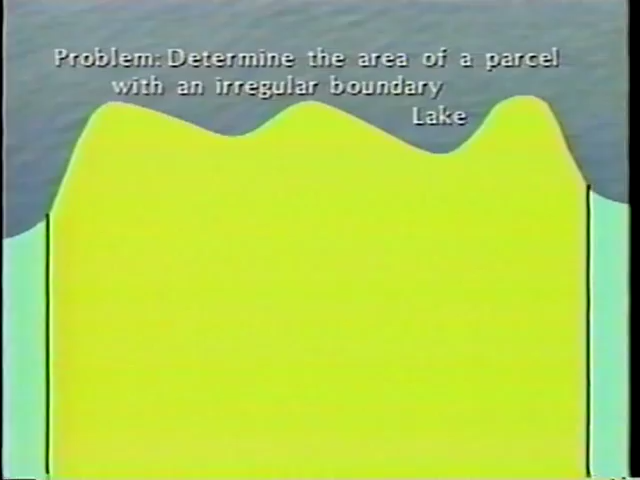 Problem: Determine the area of a parcel
with an irregular boundary
Lake